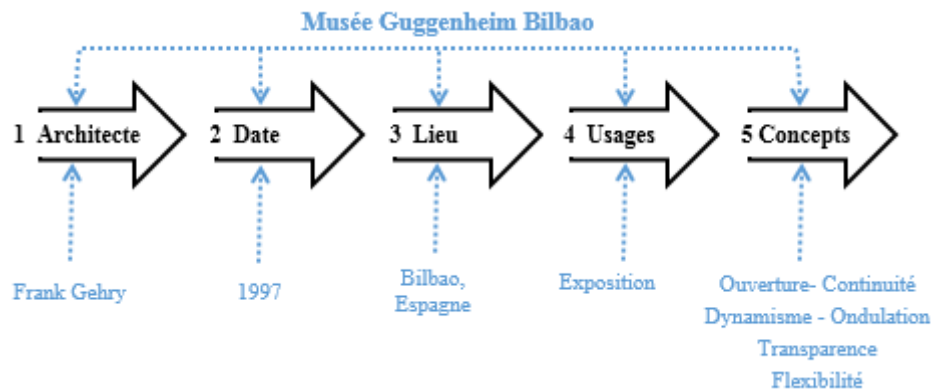 Musée Guggenheim Bilbao
1 Architecte
2 Date
3 Lieu
4 Usages
5 Concepts
Frank Gehry
1997
Bilbao,
Espagne
Exposition
Ouverture- Continuité
Dynamisme - Ondulation
Transparence
Flexibilité